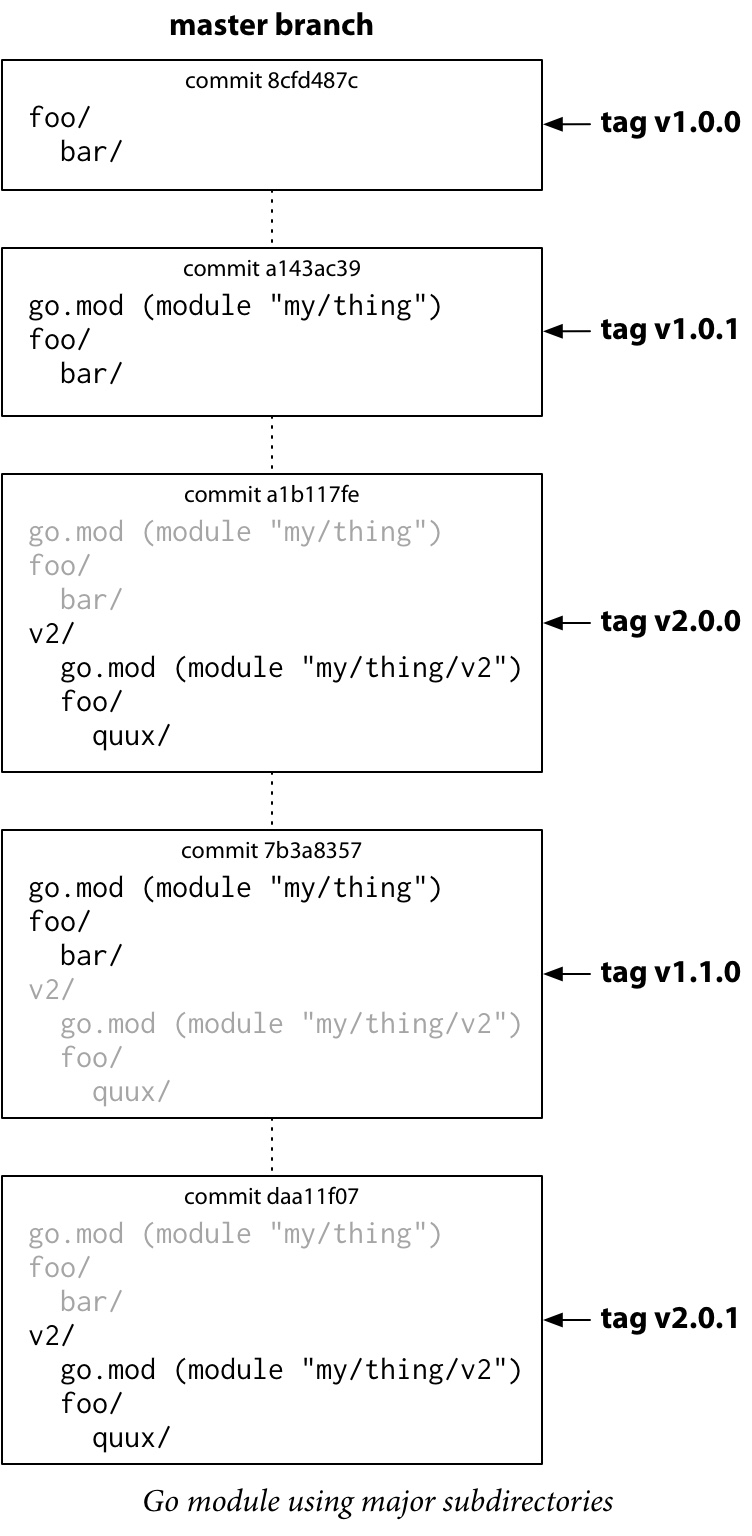 master branch
commit 8cfd487c
foo/
  bar/
tag v1.0.0
commit a143ac39
go.mod (module "my/thing")
foo/
  bar/
tag v1.0.1
commit a1b117fe
go.mod (module "my/thing")
foo/
  bar/
v2/
  go.mod (module "my/thing/v2")
  foo/
    quux/
tag v2.0.0
commit 7b3a8357
go.mod (module "my/thing")
foo/
  bar/
v2/
  go.mod (module "my/thing/v2")
  foo/
    quux/
tag v1.1.0
commit daa11f07
go.mod (module "my/thing")
foo/
  bar/
v2/
  go.mod (module "my/thing/v2")
  foo/
    quux/
tag v2.0.1
Go module using major subdirectories